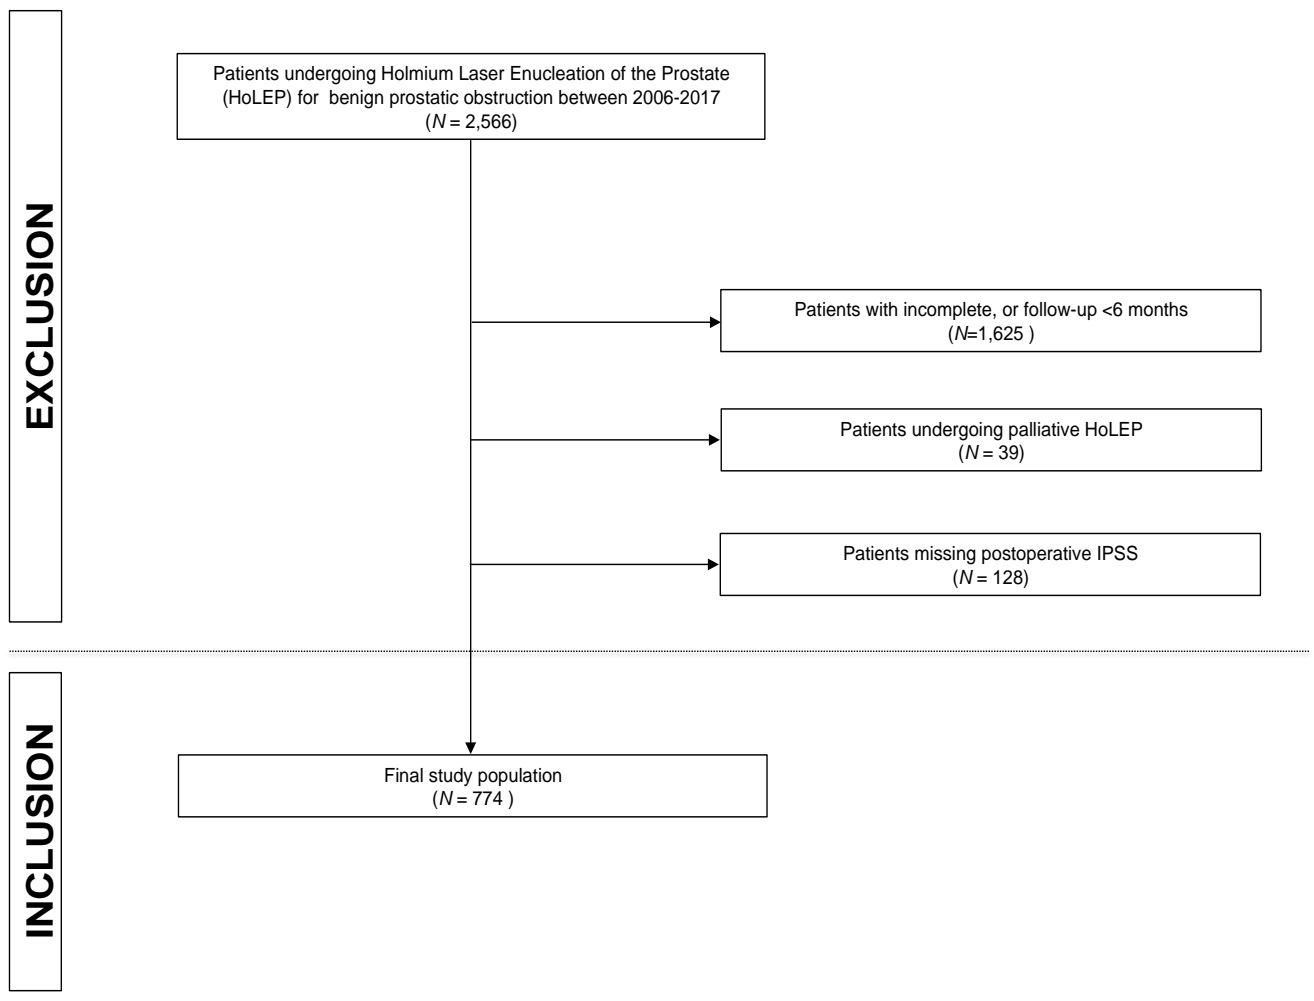 EXCLUSION
Patients undergoing Holmium Laser Enucleation of the Prostate
(HoLEP) for  benign prostatic obstruction between 2006-2017
(N = 2,566)
Patients with incomplete, or follow-up <6 months
(N=1,625 )
Patients undergoing palliative HoLEP
(N = 39)
Patients missing postoperative IPSS
(N = 128)
INCLUSION
Final study population
(N = 774 )